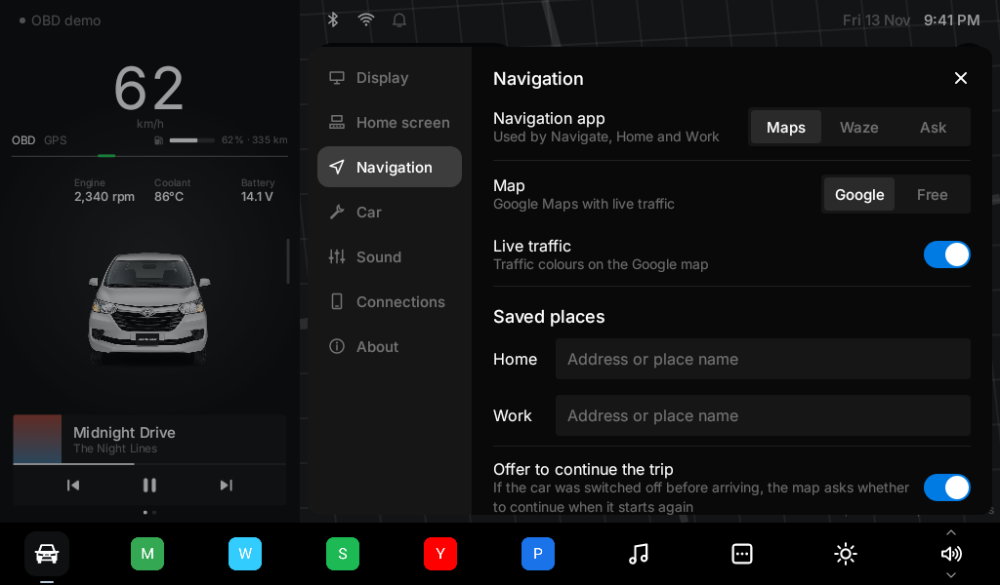 OBD demo
Fri 13 Nov 9:41 PM
62
km/h
OBD GPS
62% · 335 km
Engine Coolant Battery
2,340 rpm 86°C 14.1 V
Midnight Drive
The Night Lines
Display
Home screen
Navigation
Car
Sound
Connections
About
Navigation
Navigation app
Used by Navigate, Home and Work
Maps Waze Ask
Map
Google Maps with live traffic
Google Free
Live traffic
Traffic colours on the Google map
Saved places
Home Address or place name
Work Address or place name
Offer to continue the trip
If the car was switched off before arriving, the map asks whether
to continue when it starts again
M W S Y P